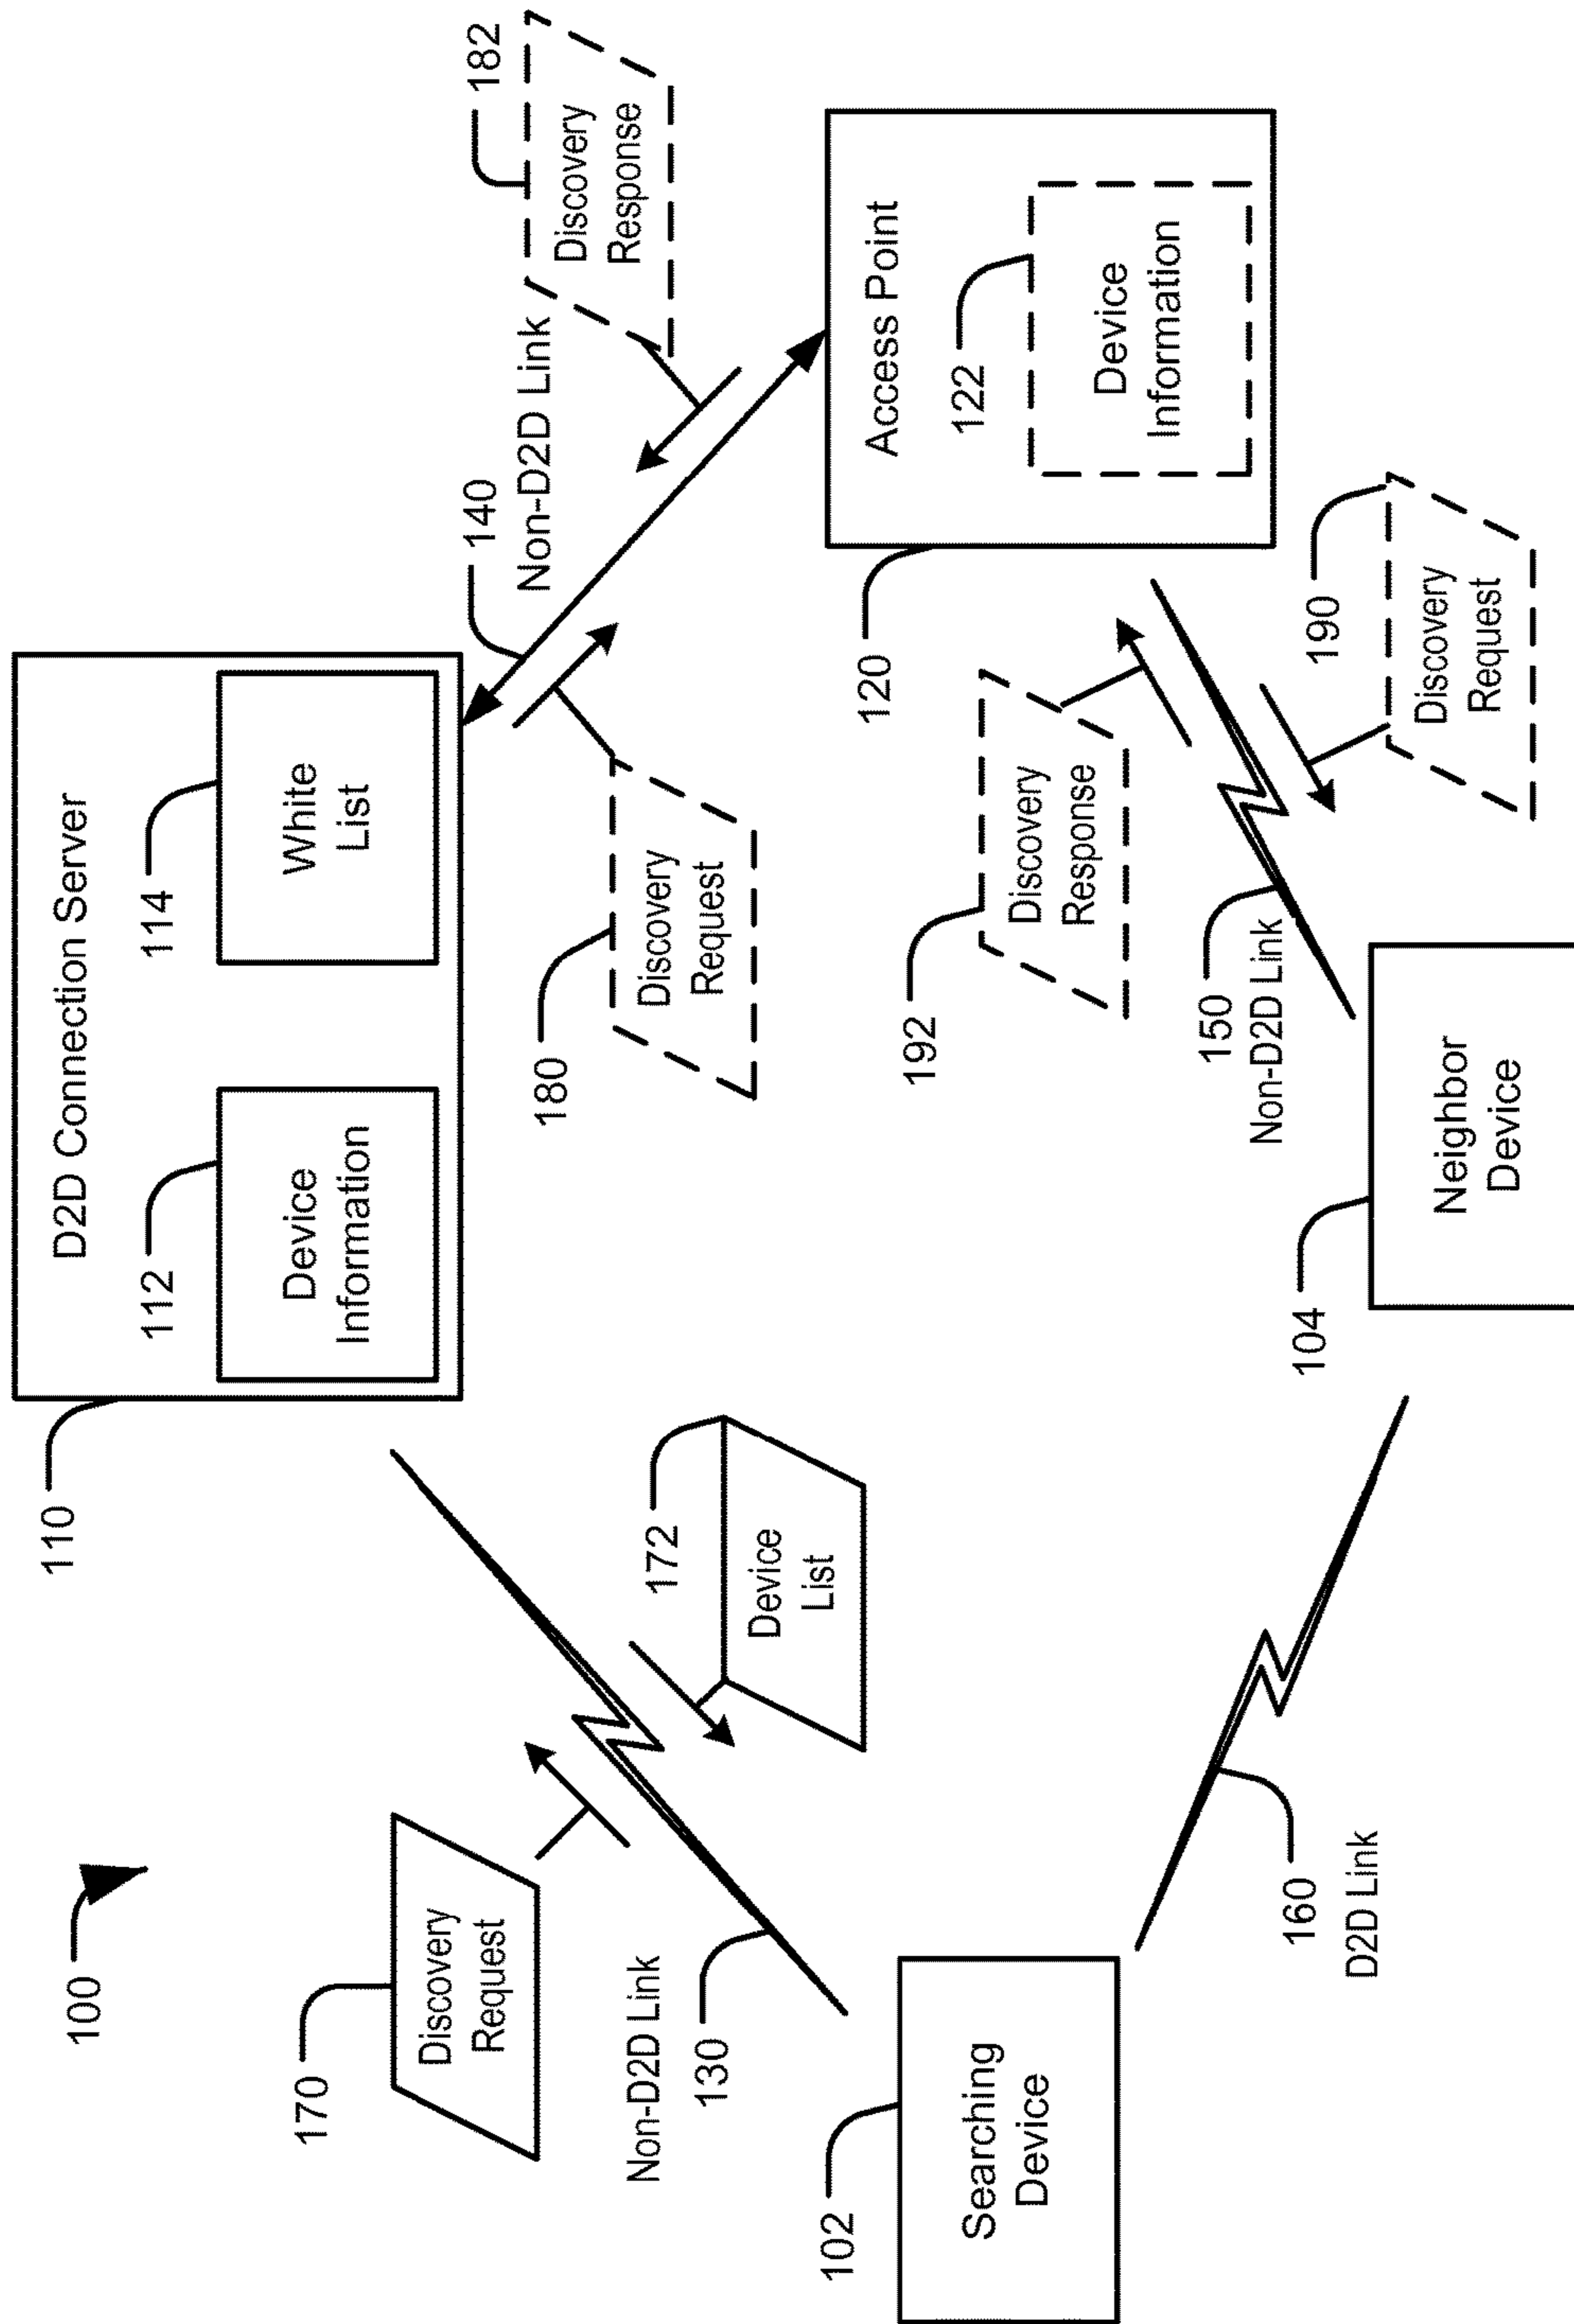 100
110
D2D Connection Server
112
114
Device
Information
White
List
170
Discovery
Request
140
Non-D2D Link
182
Discovery
Response
Non-D2D Link
130
172
Device
List
180
Discovery
Request
102
Searching
Device
120
Access Point
122
Device
Information
192
Discovery
Response
150
Non-D2D Link
190
Discovery
Request
160
D2D Link
104
Neighbor
Device